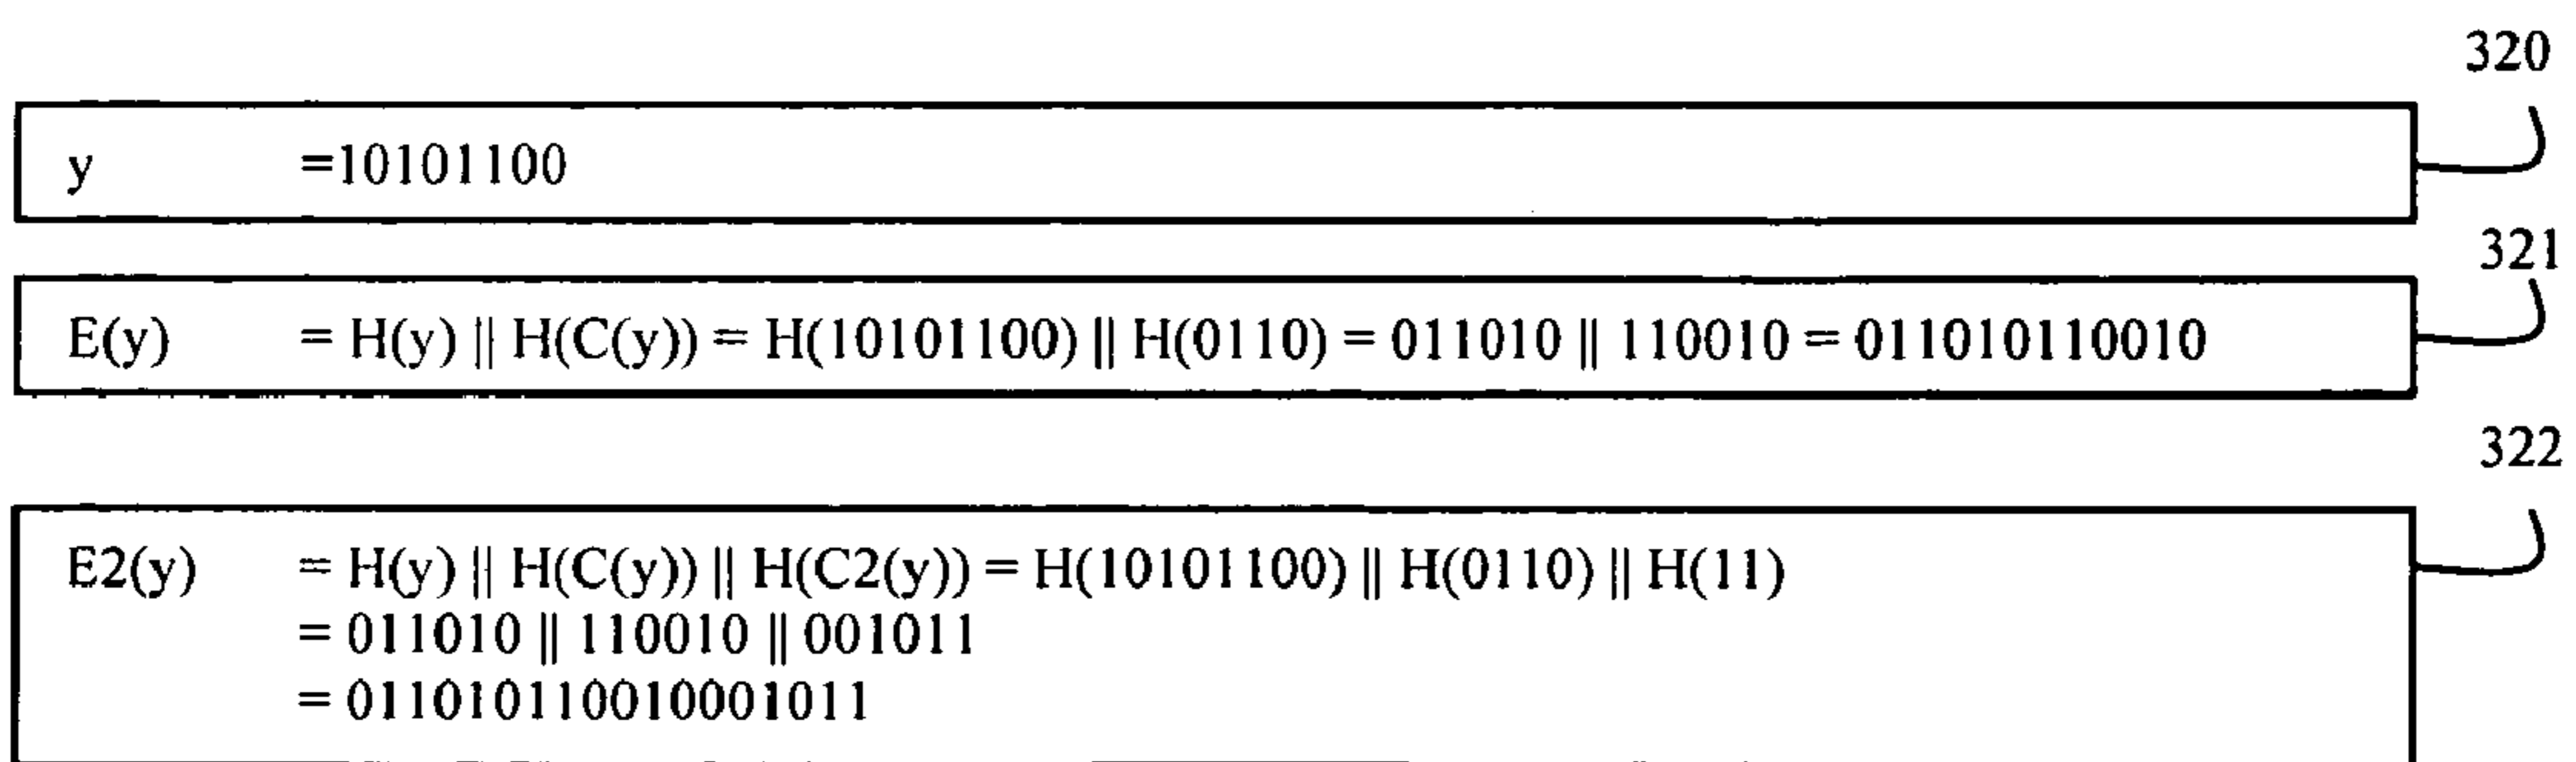 320
y =10101100
321
E(y) = H(y) || H(C(y)) = H(10101100) || H(0110) = 011010 || 110010 = 011010110010
322
E2(y) = H(y) || H(C(y)) || H(C2(y)) = H(10101100) || H(0110) || H(11)
= 011010 || 110010 || 001011
= 011010110010001011